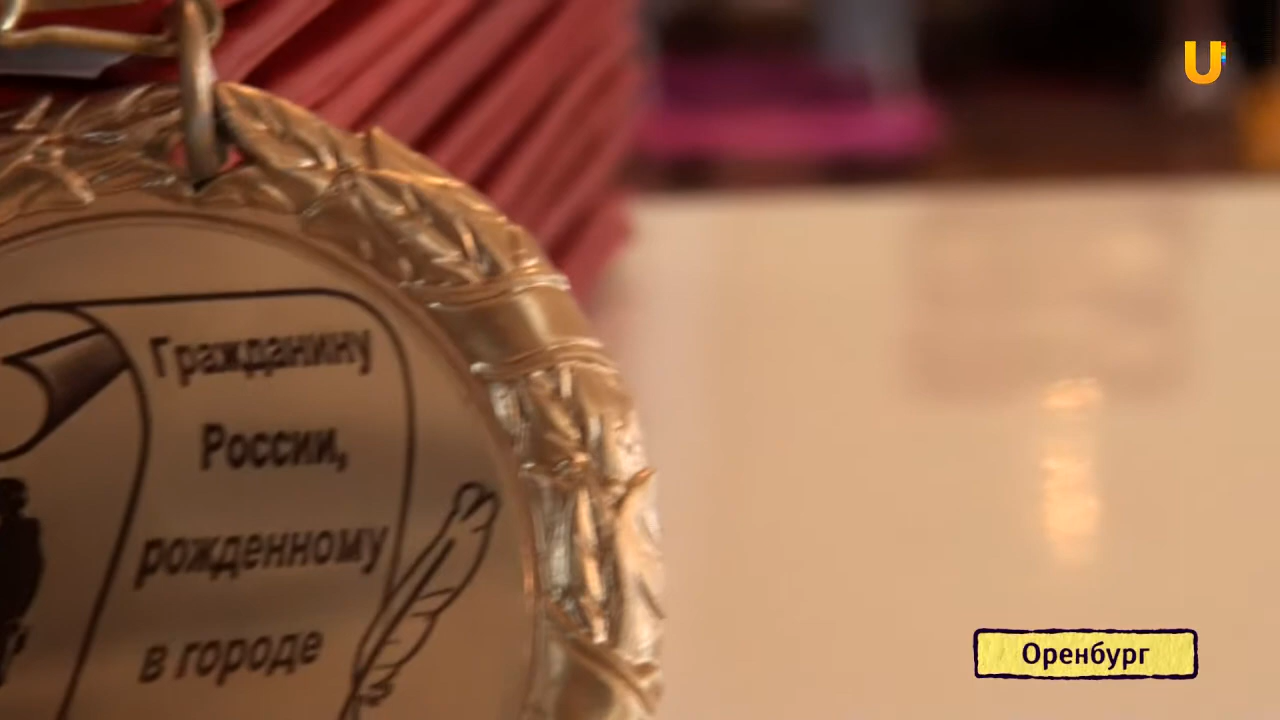 U
Гражданину
России,
рожденному
в городе
Оренбург